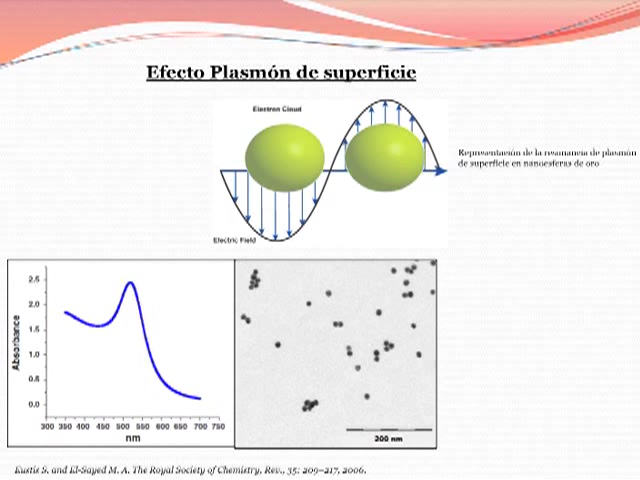 Efecto Plasmón de superficie
Electron Cloud
Representación de la resonancia de plasmón
de superficie en nanoesferas de oro
Electric Field
2.5
2.0
1.5
1.0
0.5
0.0
Absorbance
300 350 400 450 500 550 600 650 700 750
nm
200 nm
Eustis S. and El-Sayed M. A. The Royal Society of Chemistry, Rev., 35: 209–217, 2006.